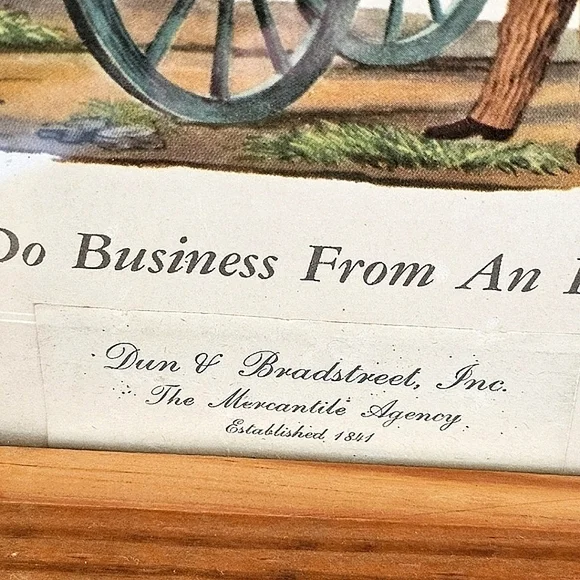 Do Business From An
Dun & Bradstreet, Inc.
The Mercantile Agency
Established 1841